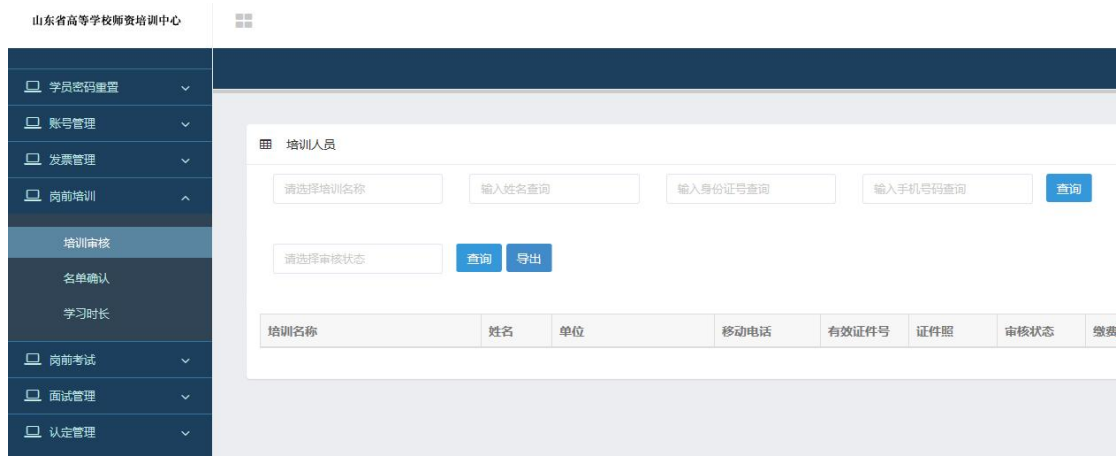 山东省高等学校师资培训中心
学员密码重置
账号管理
发票管理
岗前培训
培训审核
名单确认
学习时长
岗前考试
面试管理
认定管理
培训人员
请选择培训名称 输入姓名查询 输入身份证号查询 输入手机号码查询 查询
请选择审核状态 查询 导出
培训名称 姓名 单位 移动电话 有效证件号 证件照 审核状态 缴费